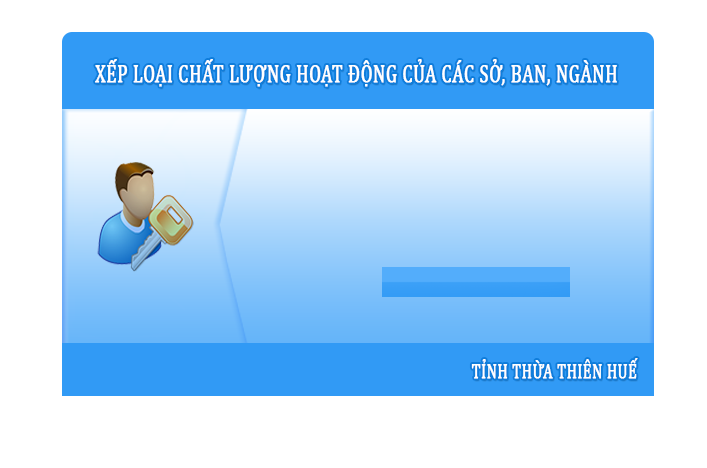 XẾP LOẠI CHẤT LƯỢNG HOẠT ĐỘNG CỦA CÁC SỞ, BAN, NGÀNH
TỈNH THỪA THIÊN HUẾ